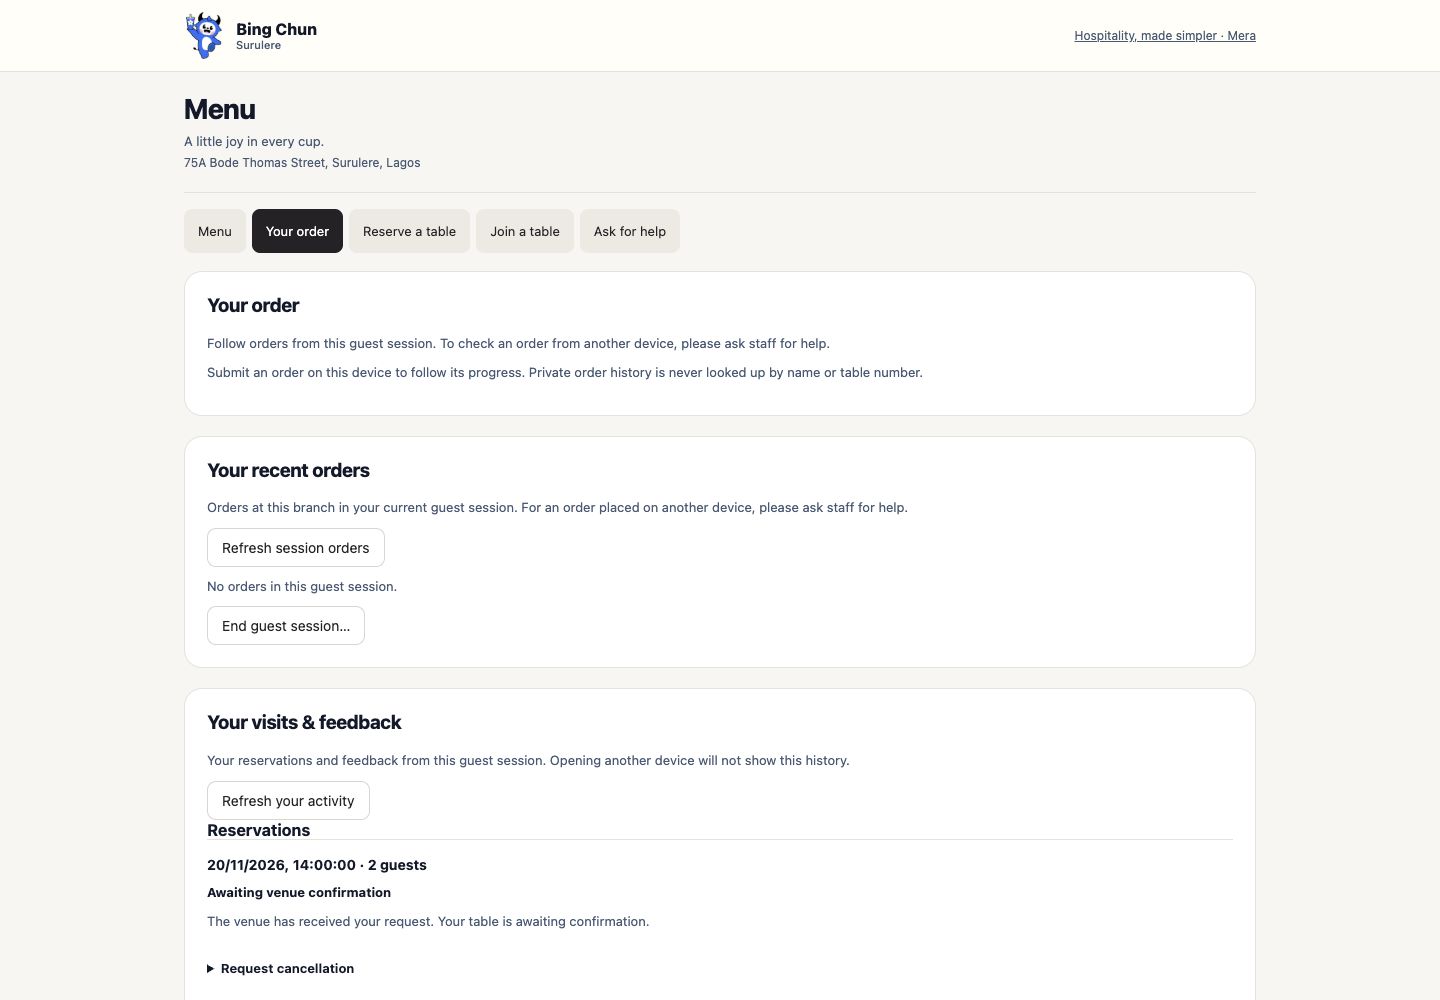 Bing Chun
Surulere
Hospitality, made simpler · Mera
Menu
A little joy in every cup.
75A Bode Thomas Street, Surulere, Lagos
Menu
Your order
Reserve a table
Join a table
Ask for help
Your order
Follow orders from this guest session. To check an order from another device, please ask staff for help.
Submit an order on this device to follow its progress. Private order history is never looked up by name or table number.
Your recent orders
Orders at this branch in your current guest session. For an order placed on another device, please ask staff for help.
Refresh session orders
No orders in this guest session.
End guest session...
Your visits & feedback
Your reservations and feedback from this guest session. Opening another device will not show this history.
Refresh your activity
Reservations
20/11/2026, 14:00:00 · 2 guests
Awaiting venue confirmation
The venue has received your request. Your table is awaiting confirmation.
Request cancellation